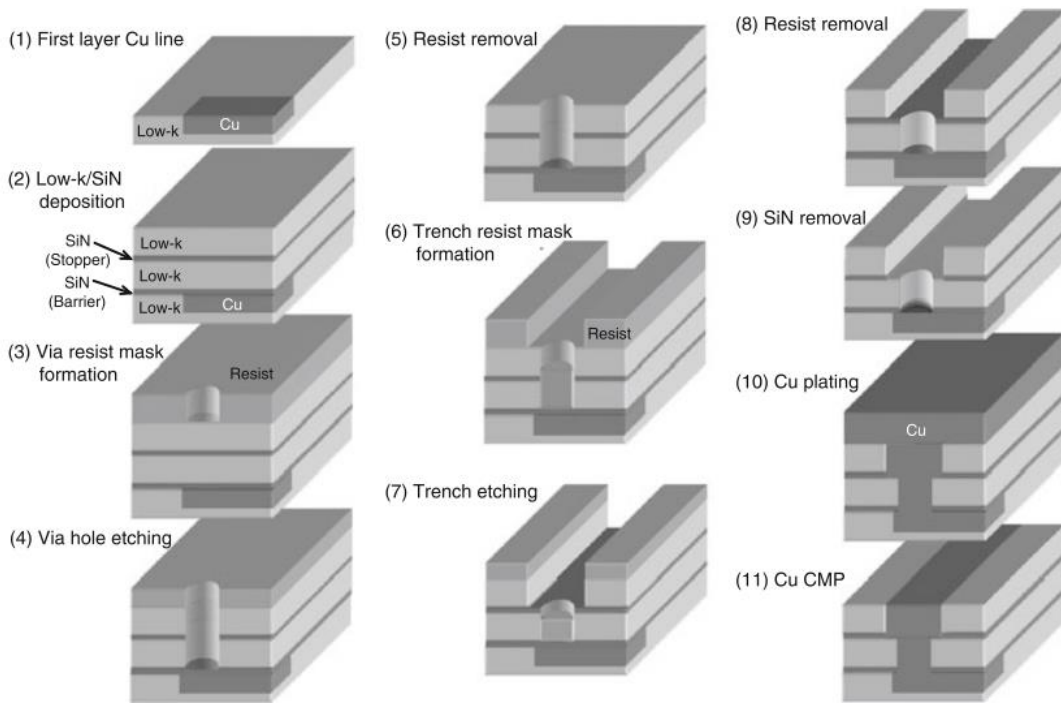 (1) First layer Cu line
Low-k
Cu
(2) Low-k/SiN
deposition
SiN
(Stopper)
SiN
(Barrier)
Low-k
Low-k
Low-k
Cu
(3) Via resist mask
formation
Resist
(4) Via hole etching
(5) Resist removal
(6) Trench resist mask
formation
Resist
(7) Trench etching
(8) Resist removal
(9) SiN removal
(10) Cu plating
Cu
(11) Cu CMP